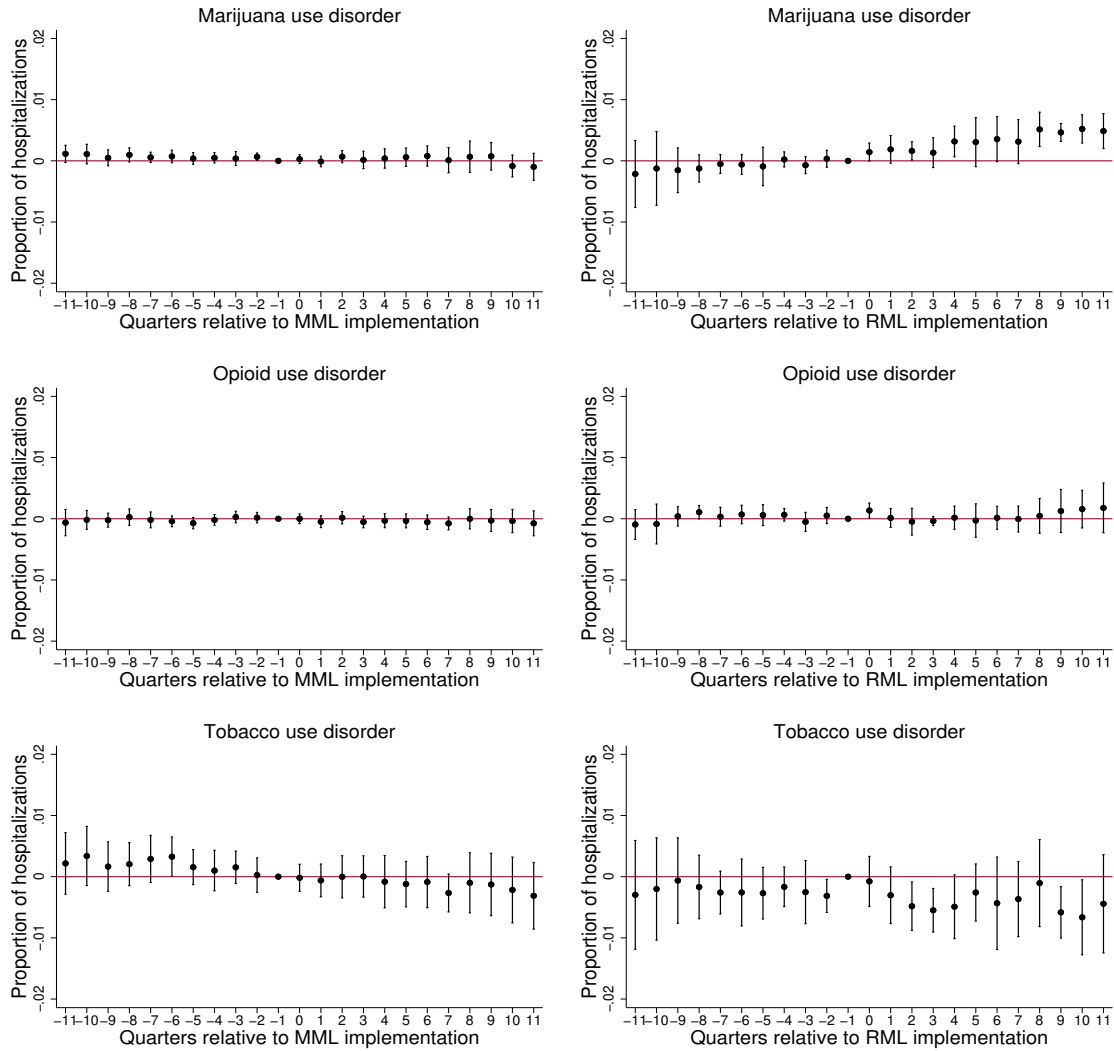 Marijuana use disorder
Proportion of hospitalizations
.02
.01
0
-.01
-.02
-11 -10 -9 -8 -7 -6 -5 -4 -3 -2 -1 0 1 2 3 4 5 6 7 8 9 10 11
Quarters relative to MML implementation
Marijuana use disorder
Proportion of hospitalizations
.02
.01
0
-.01
-.02
-11 -10 -9 -8 -7 -6 -5 -4 -3 -2 -1 0 1 2 3 4 5 6 7 8 9 10 11
Quarters relative to RML implementation
Opioid use disorder
Proportion of hospitalizations
.02
.01
0
-.01
-.02
-11 -10 -9 -8 -7 -6 -5 -4 -3 -2 -1 0 1 2 3 4 5 6 7 8 9 10 11
Quarters relative to MML implementation
Opioid use disorder
Proportion of hospitalizations
.02
.01
0
-.01
-.02
-11 -10 -9 -8 -7 -6 -5 -4 -3 -2 -1 0 1 2 3 4 5 6 7 8 9 10 11
Quarters relative to RML implementation
Tobacco use disorder
Proportion of hospitalizations
.02
.01
0
-.01
-.02
-11 -10 -9 -8 -7 -6 -5 -4 -3 -2 -1 0 1 2 3 4 5 6 7 8 9 10 11
Quarters relative to MML implementation
Tobacco use disorder
Proportion of hospitalizations
.02
.01
0
-.01
-.02
-11 -10 -9 -8 -7 -6 -5 -4 -3 -2 -1 0 1 2 3 4 5 6 7 8 9 10 11
Quarters relative to RML implementation